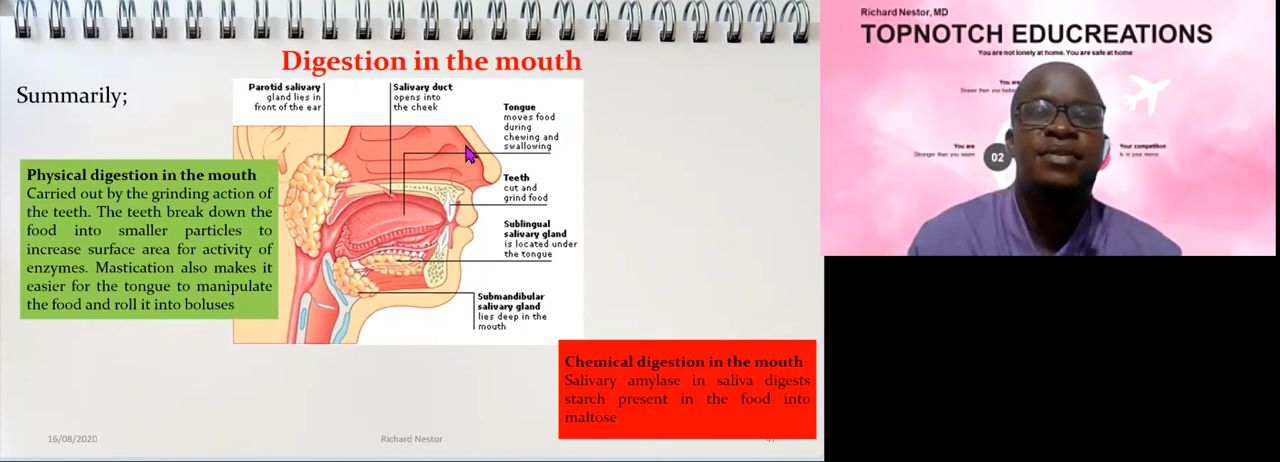 Digestion in the mouth
Summarily;
Parotid salivary
gland lies in
front of the ear
Salivary duct
opens into
the cheek
Tongue
moves food
during
chewing and
swallowing
Teeth
cut and
grind food
Sublingual
salivary gland
is located under
the tongue
Submandibular
salivary gland
lies deep in the
mouth
Physical digestion in the mouth
Carried out by the grinding action of
the teeth. The teeth break down the
food into smaller particles to
increase surface area for activity of
enzymes. Mastication also makes it
easier for the tongue to manipulate
the food and roll it into boluses
Chemical digestion in the mouth
Salivary amylase in saliva digests
starch present in the food into
maltose
16/08/2020
Richard Nestor
Richard Nestor, MD
TOPNOTCH EDUCREATIONS
You are not lonely at home. You are safe at home
You are
You are
Stronger than you seem
02
Your competition
Is in your mirror